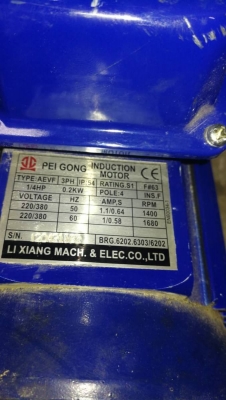 PEI GONG INDUCTION MOTOR
TYPE:AEVF 3PH IP 54 RATING.S1 F#63
1/4HP 0.2KW POLE:4 INS.F
VOLTAGE HZ AMP,S RPM
220/380 50 1.1/0.64 1400
220/380 60 1/0.58 1680
S/N. BRG.6202.6303/6202
LI XIANG MACH. & ELEC.CO.,LTD